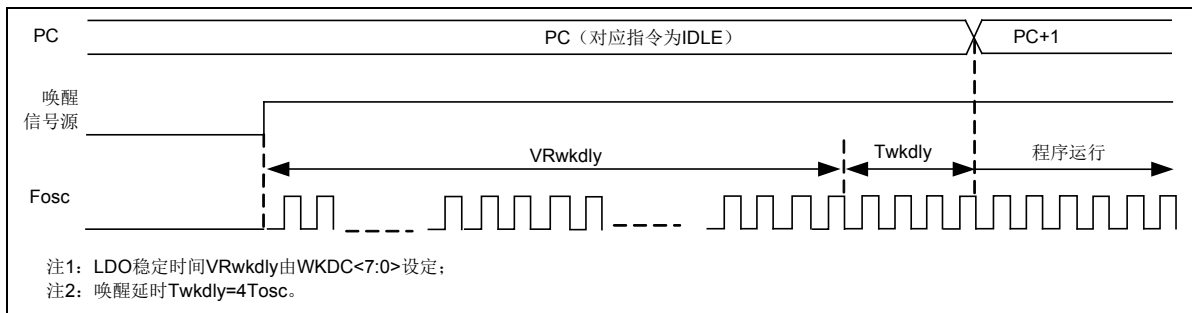 PC
PC（对应指令为IDLE）
PC+1
唤醒
信号源
VRwkdly
Twkdly
程序运行
Fosc
注1：LDO稳定时间VRwkdly由WKDC<7:0>设定；
注2：唤醒延时Twkdly=4Tosc。